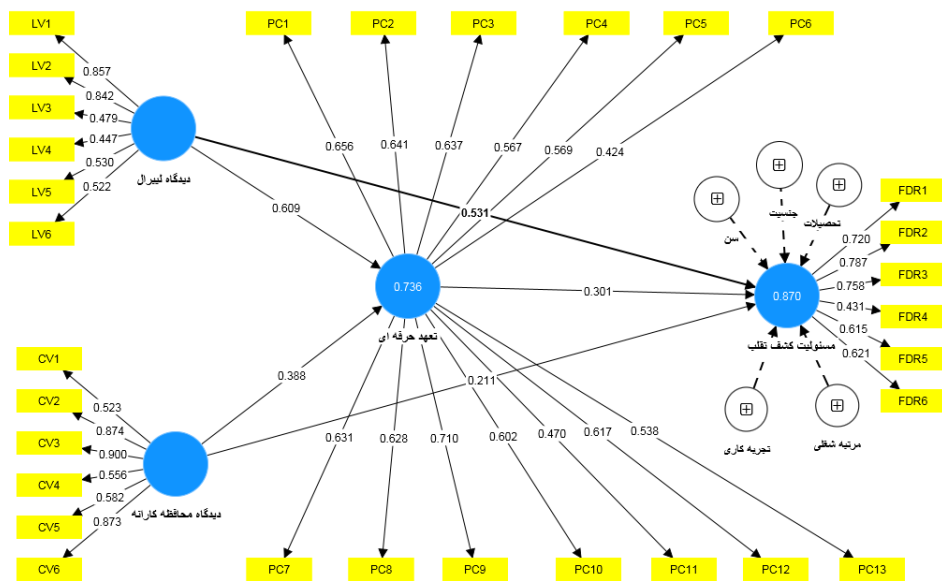 LV1
PC1
PC2
PC3
PC4
PC5
PC6
LV2
LV3
LV4
LV5
LV6
0.857
0.842
0.479
0.447
0.530
0.522
دیدگاه لیبرال
0.656
0.641
0.637
0.567
0.569
0.424
0.609
0.531
سن
جنسیت
تحصیلات
FDR1
FDR2
FDR3
FDR4
FDR5
FDR6
0.720
0.787
0.758
0.431
0.615
0.621
0.736
تعهد حرفه ای
0.301
0.870
مسئولیت کشف تقلب
0.388
0.211
تجربه کاری
مرتبه شغلی
CV1
CV2
CV3
CV4
CV5
CV6
0.523
0.874
0.900
0.556
0.582
0.873
دیدگاه محافظه کارانه
0.631
0.628
0.710
0.602
0.470
0.617
0.538
PC7
PC8
PC9
PC10
PC11
PC12
PC13